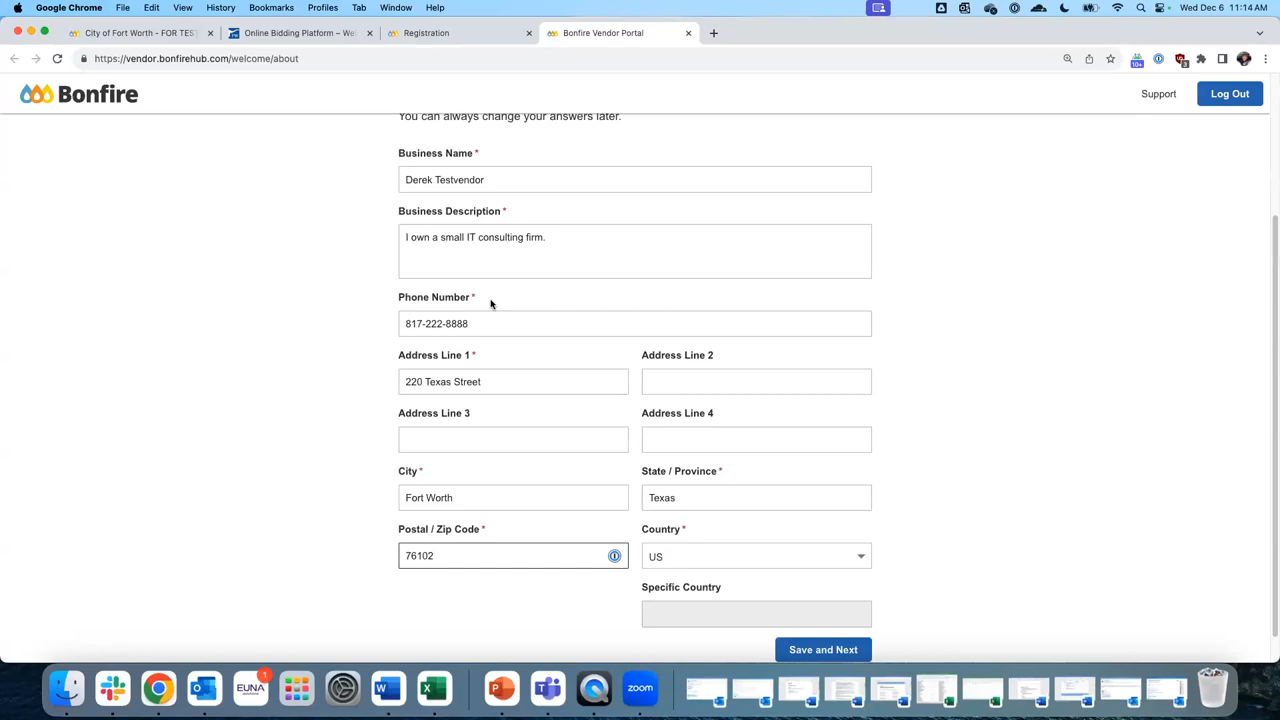 Google Chrome File Edit View History Bookmarks Profiles Tab Window Help
Wed Dec 6 11:14 AM
City of Fort Worth - FOR TES
Online Bidding Platform – We
Registration
Bonfire Vendor Portal
https://vendor.bonfirehub.com/welcome/about
10+
Bonfire
Support
Log Out
You can always change your answers later.
Business Name *
Derek Testvendor
Business Description *
I own a small IT consulting firm.
Phone Number *
817-222-8888
Address Line 1 *
Address Line 2
220 Texas Street
Address Line 3
Address Line 4
City *
State / Province *
Fort Worth
Texas
Postal / Zip Code *
Country *
76102
US
Specific Country
Save and Next
1
EUNA
zoom